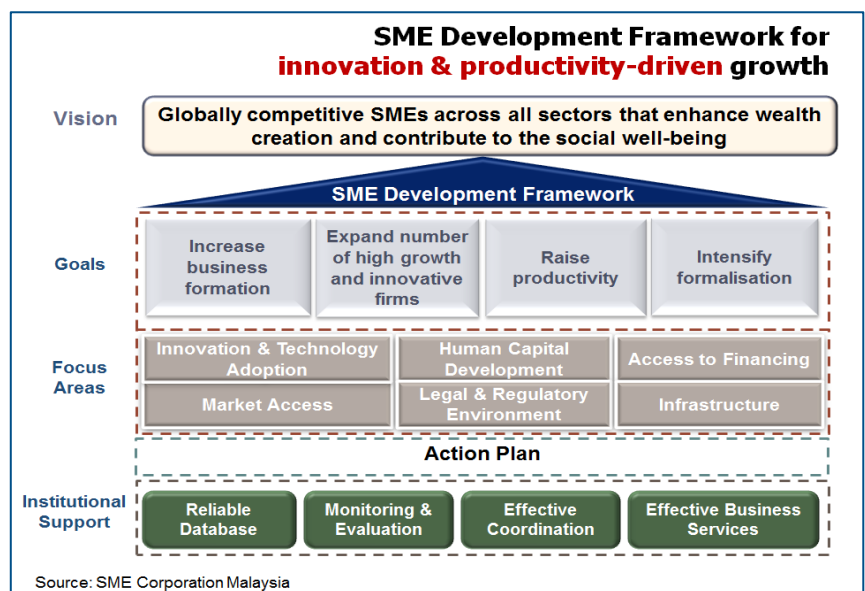 SME Development Framework for
innovation & productivity-driven growth
Vision
Globally competitive SMEs across all sectors that enhance wealth
creation and contribute to the social well-being
SME Development Framework
Goals
Increase
business
formation
Expand number
of high growth
and innovative
firms
Raise
productivity
Intensify
formalisation
Focus
Areas
Innovation & Technology
Adoption
Human Capital
Development
Access to Financing
Market Access
Legal & Regulatory
Environment
Infrastructure
Action Plan
Institutional
Support
Reliable
Database
Monitoring &
Evaluation
Effective
Coordination
Effective Business
Services
Source: SME Corporation Malaysia